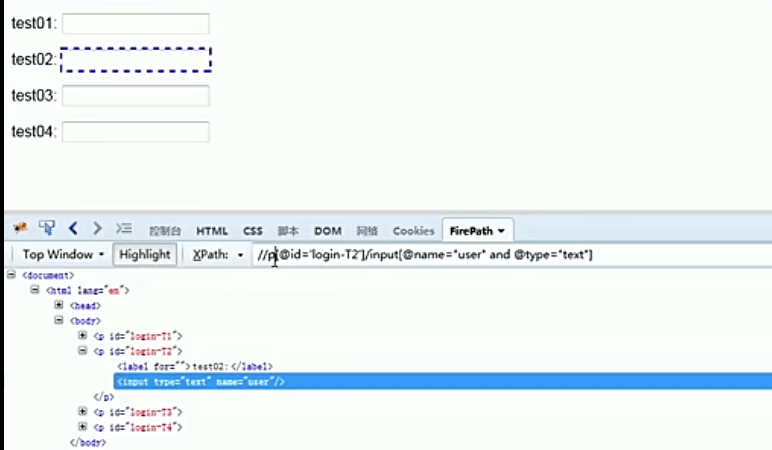 test01:
test02:
test03:
test04:
控制台 HTML CSS 脚本 DOM 网络 Cookies FirePath
Top Window Highlight XPath: //p[@id='login-T2']/input[@name="user" and @type="text"]
<document>
<html lang="en">
<head>
<body>
<p id="login-T1">
<p id="login-T2">
<label for="">test02:</label>
<input type="text" name="user"/>
</p>
<p id="login-T3">
<p id="login-T4">
</body>